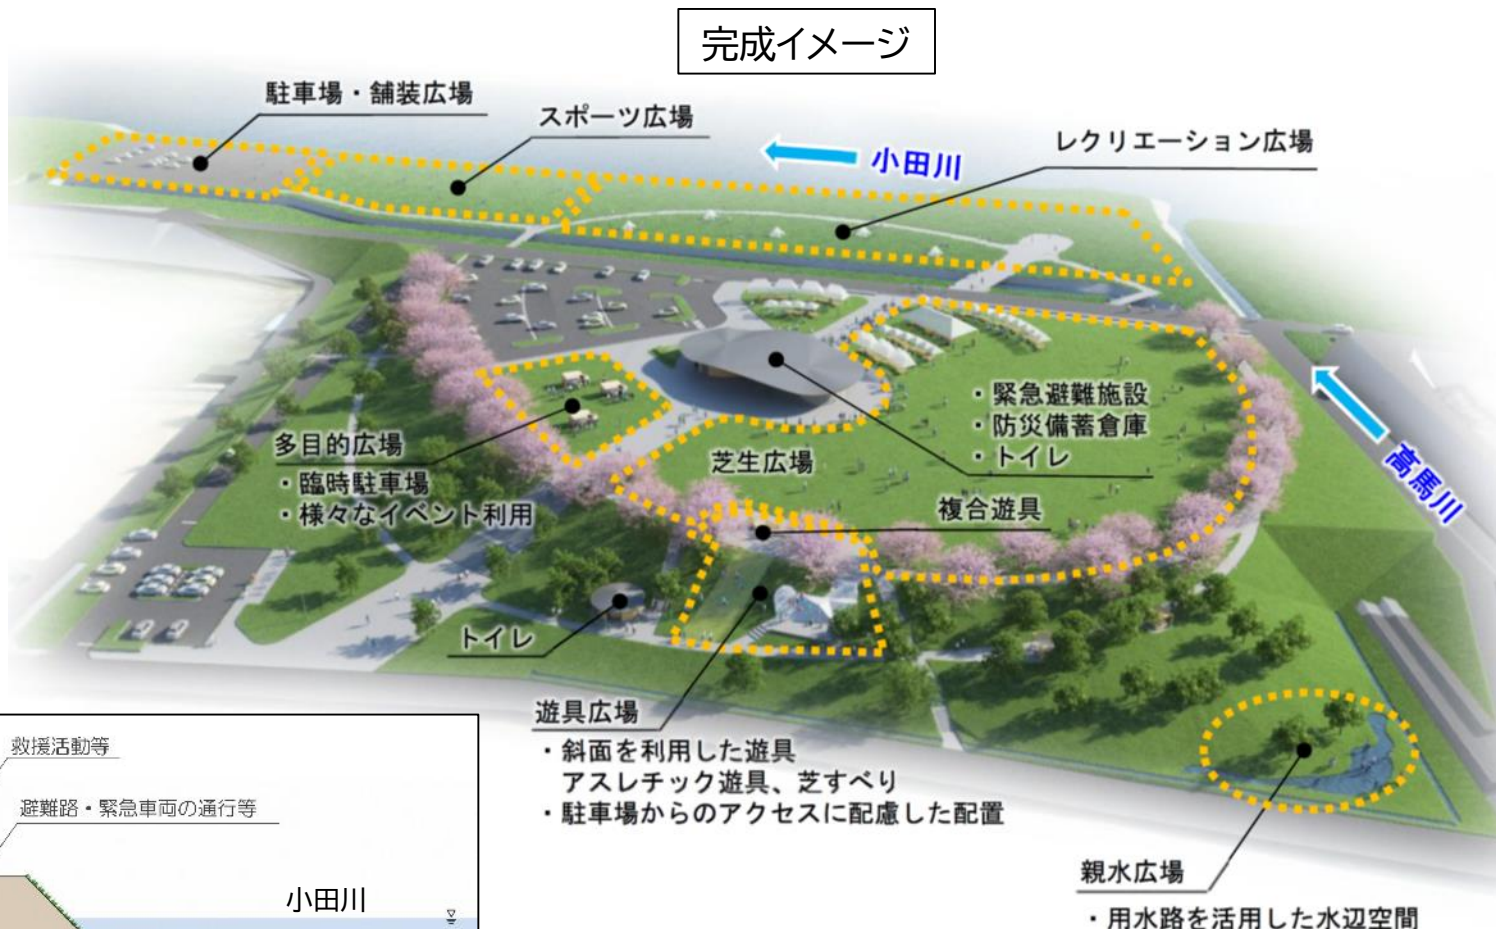 完成イメージ
駐車場・舗装広場
スポーツ広場
小田川
レクリエーション広場
・緊急避難施設
・防災備蓄倉庫
・トイレ
高馬川
多目的広場
・臨時駐車場
・様々なイベント利用
芝生広場
複合遊具
トイレ
遊具広場
・斜面を利用した遊具
アスレチック遊具、芝すべり
・駐車場からのアクセスに配慮した配置
親水広場
・用水路を活用した水辺空間
救援活動等
避難路・緊急車両の通行等
小田川